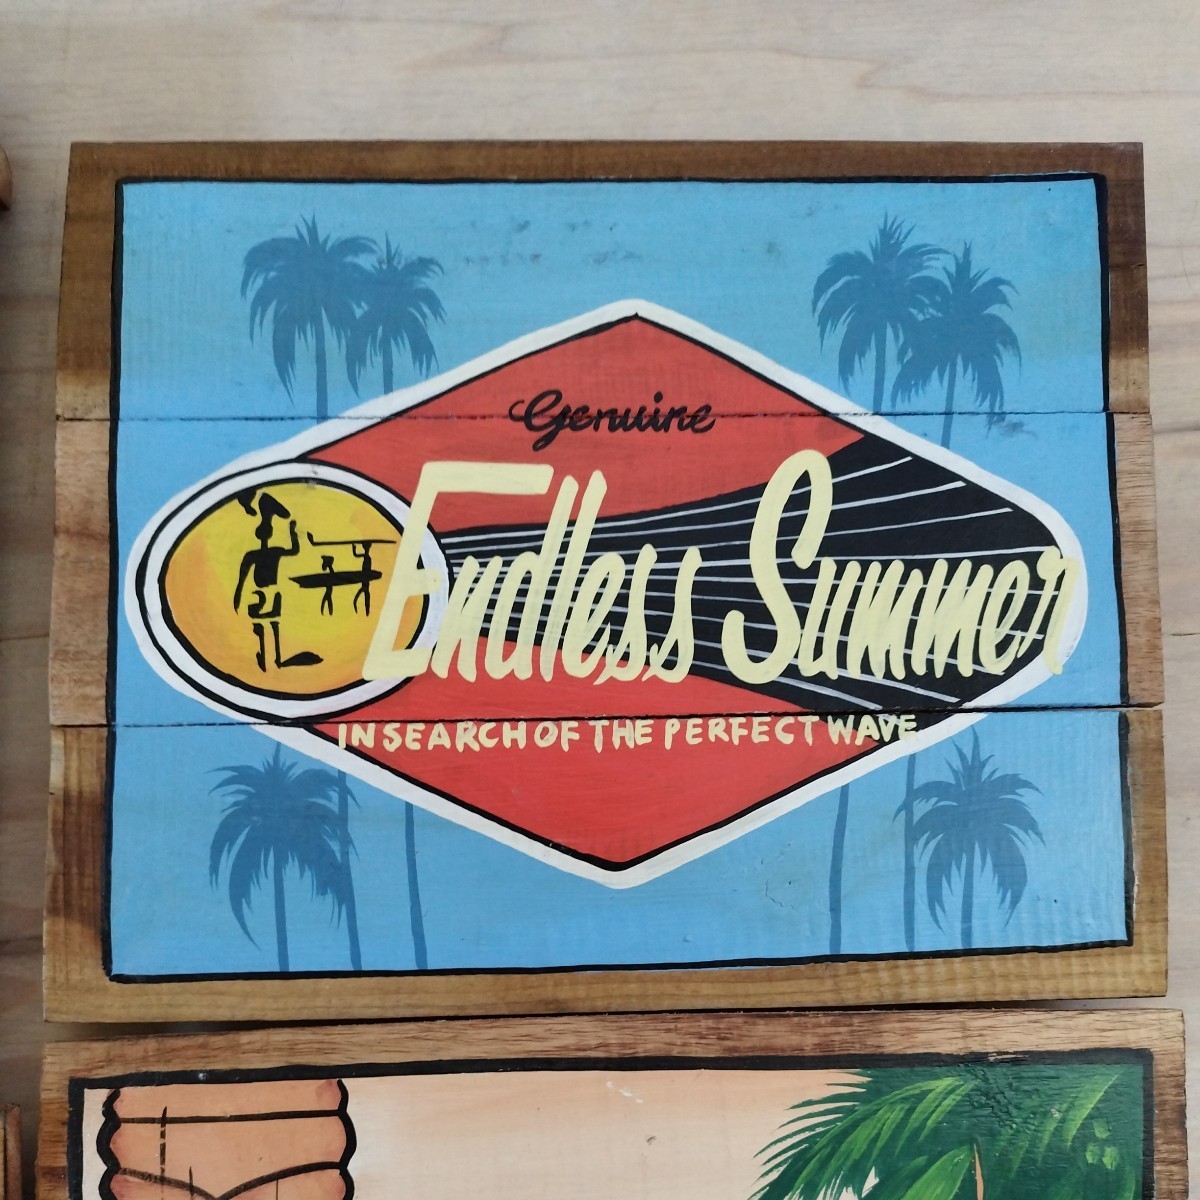 Genuine
Endless Summer
IN SEARCH OF THE PERFECT WAVE